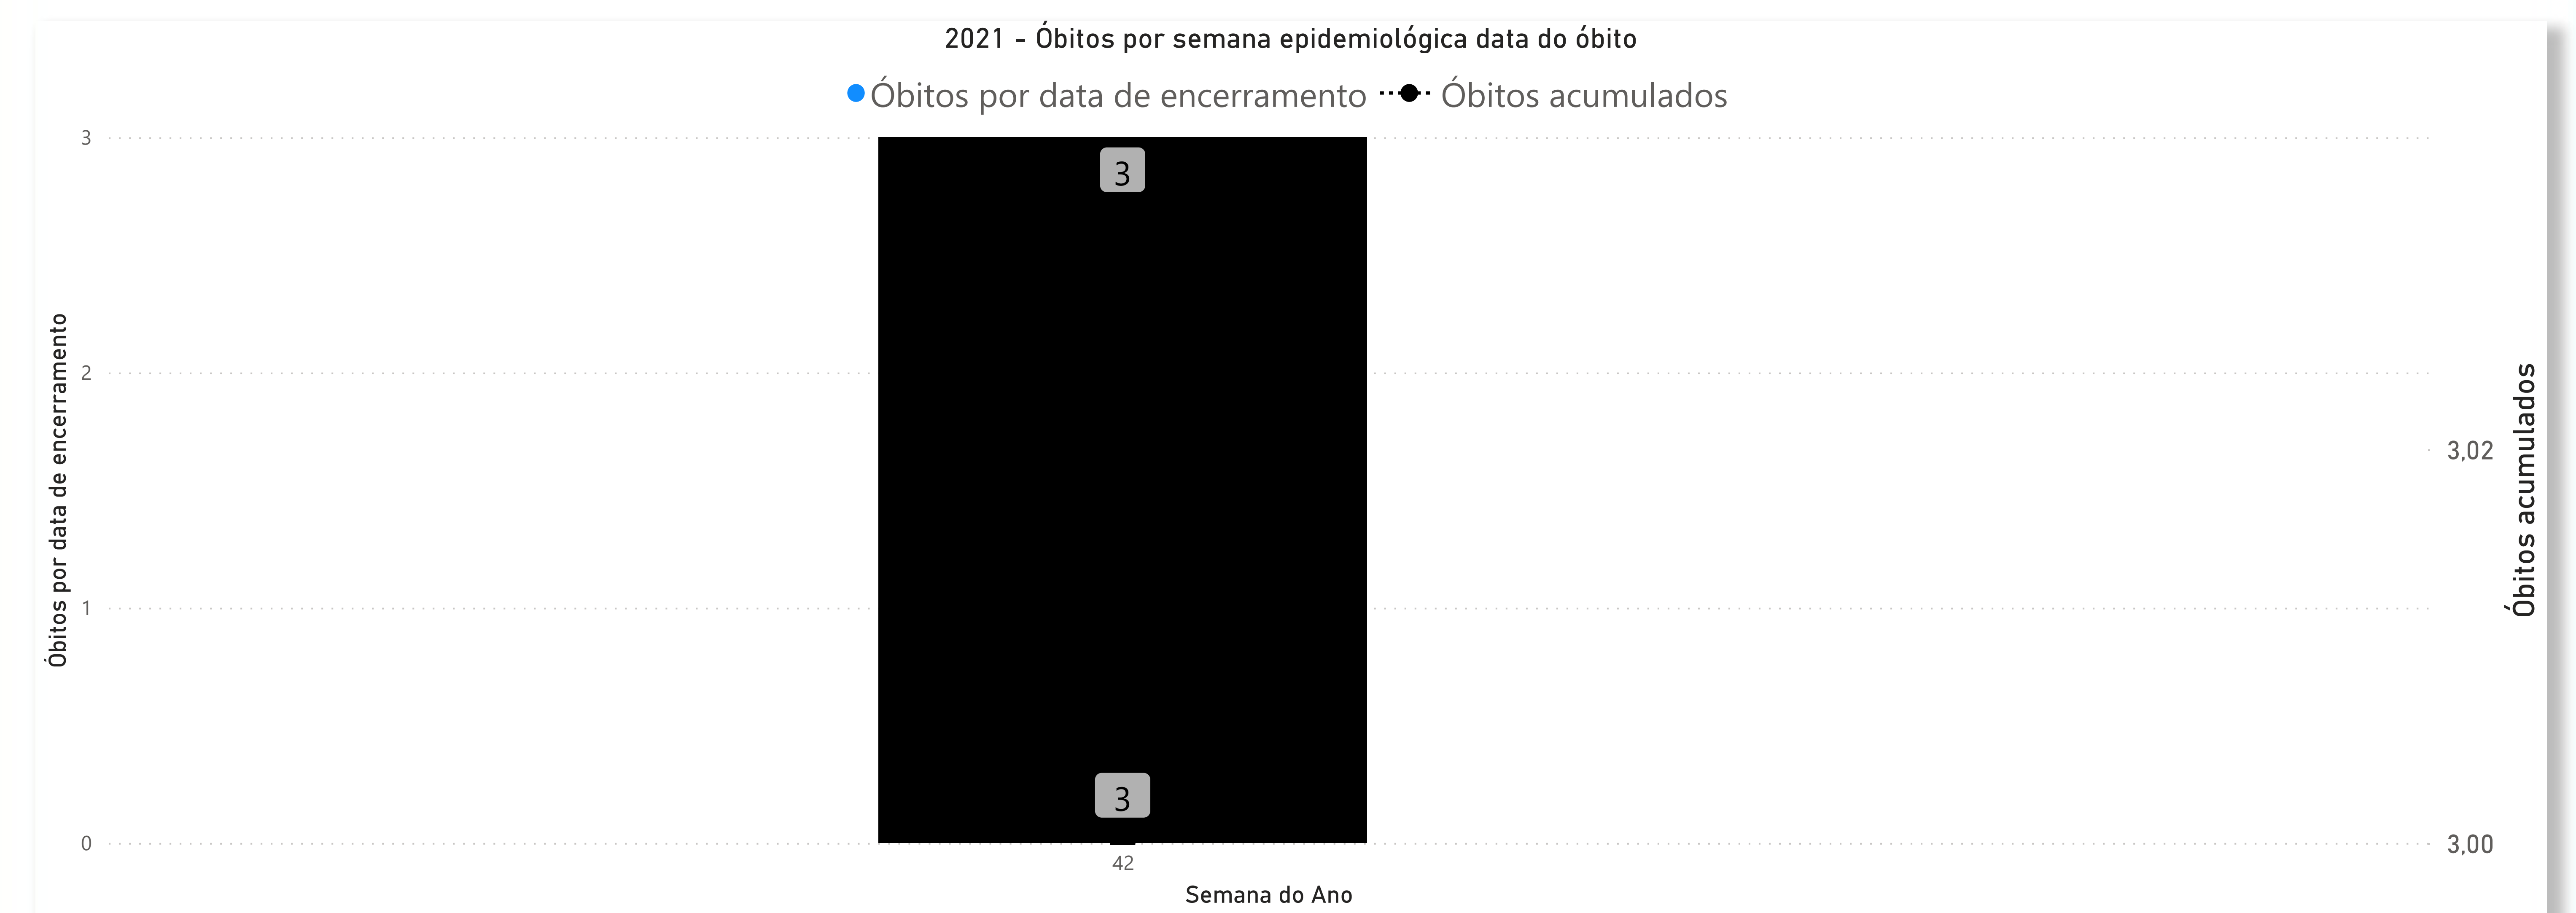 2021 - Óbitos por semana epidemiológica data do óbito
Óbitos por data de encerramento Óbitos acumulados
3
2
1
0
Óbitos por data de encerramento
3
3
42
Semana do Ano
3,02
3,00
Óbitos acumulados